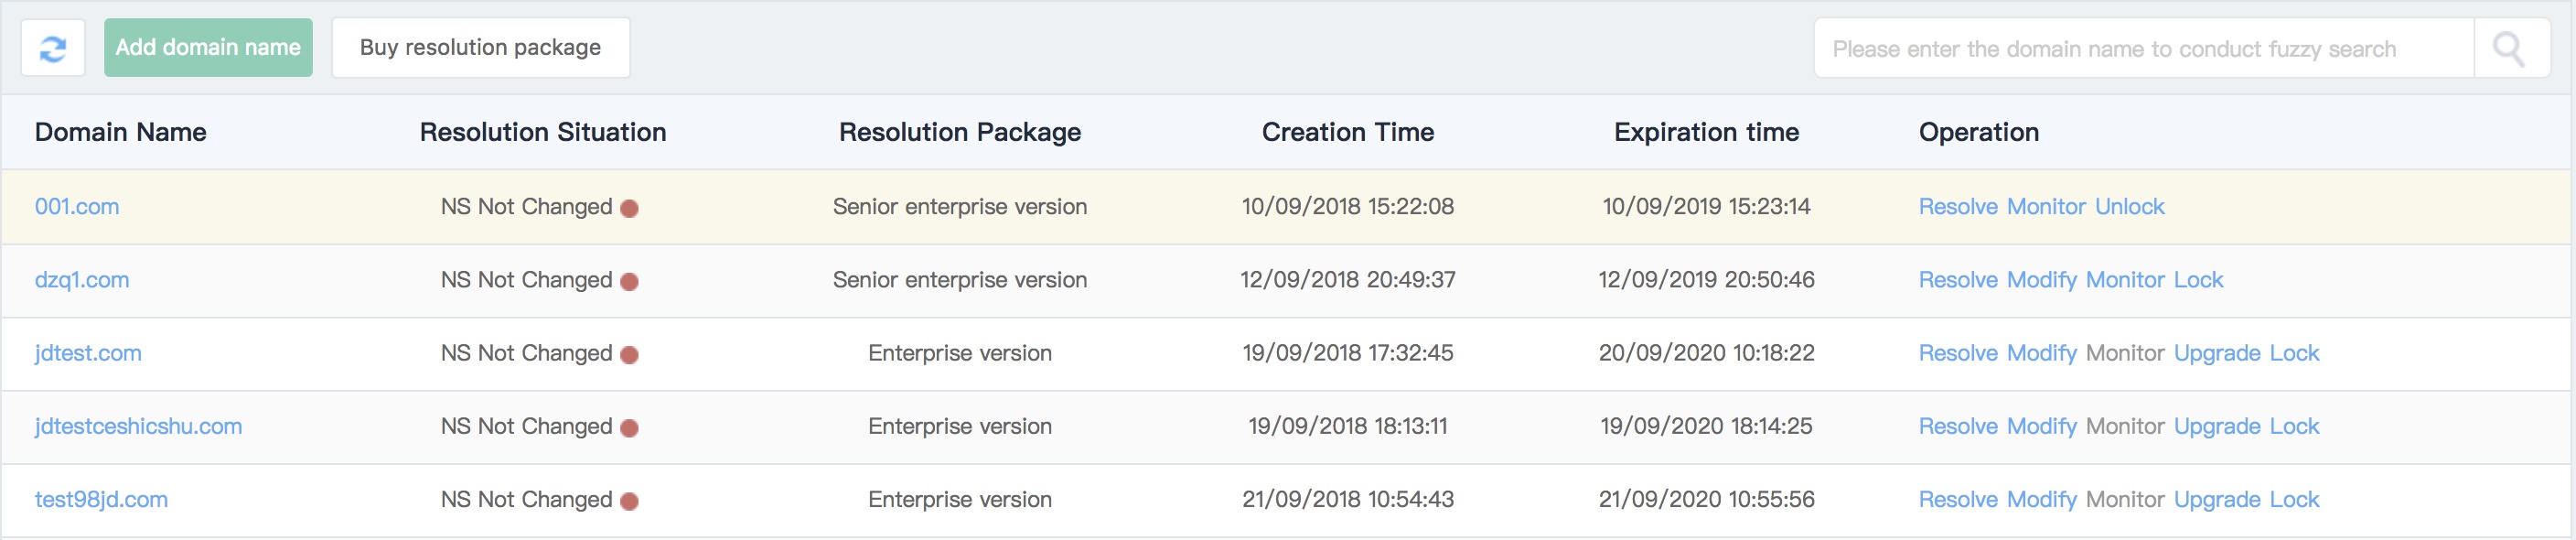 Add domain name Buy resolution package Please enter the domain name to conduct fuzzy search
Domain Name Resolution Situation Resolution Package Creation Time Expiration time Operation
001.com NS Not Changed Senior enterprise version 10/09/2018 15:22:08 10/09/2019 15:23:14 Resolve Monitor Unlock
dzq1.com NS Not Changed Senior enterprise version 12/09/2018 20:49:37 12/09/2019 20:50:46 Resolve Modify Monitor Lock
jdtest.com NS Not Changed Enterprise version 19/09/2018 17:32:45 20/09/2020 10:18:22 Resolve Modify Monitor Upgrade Lock
jdtestceshicshu.com NS Not Changed Enterprise version 19/09/2018 18:13:11 19/09/2020 18:14:25 Resolve Modify Monitor Upgrade Lock
test98jd.com NS Not Changed Enterprise version 21/09/2018 10:54:43 21/09/2020 10:55:56 Resolve Modify Monitor Upgrade Lock